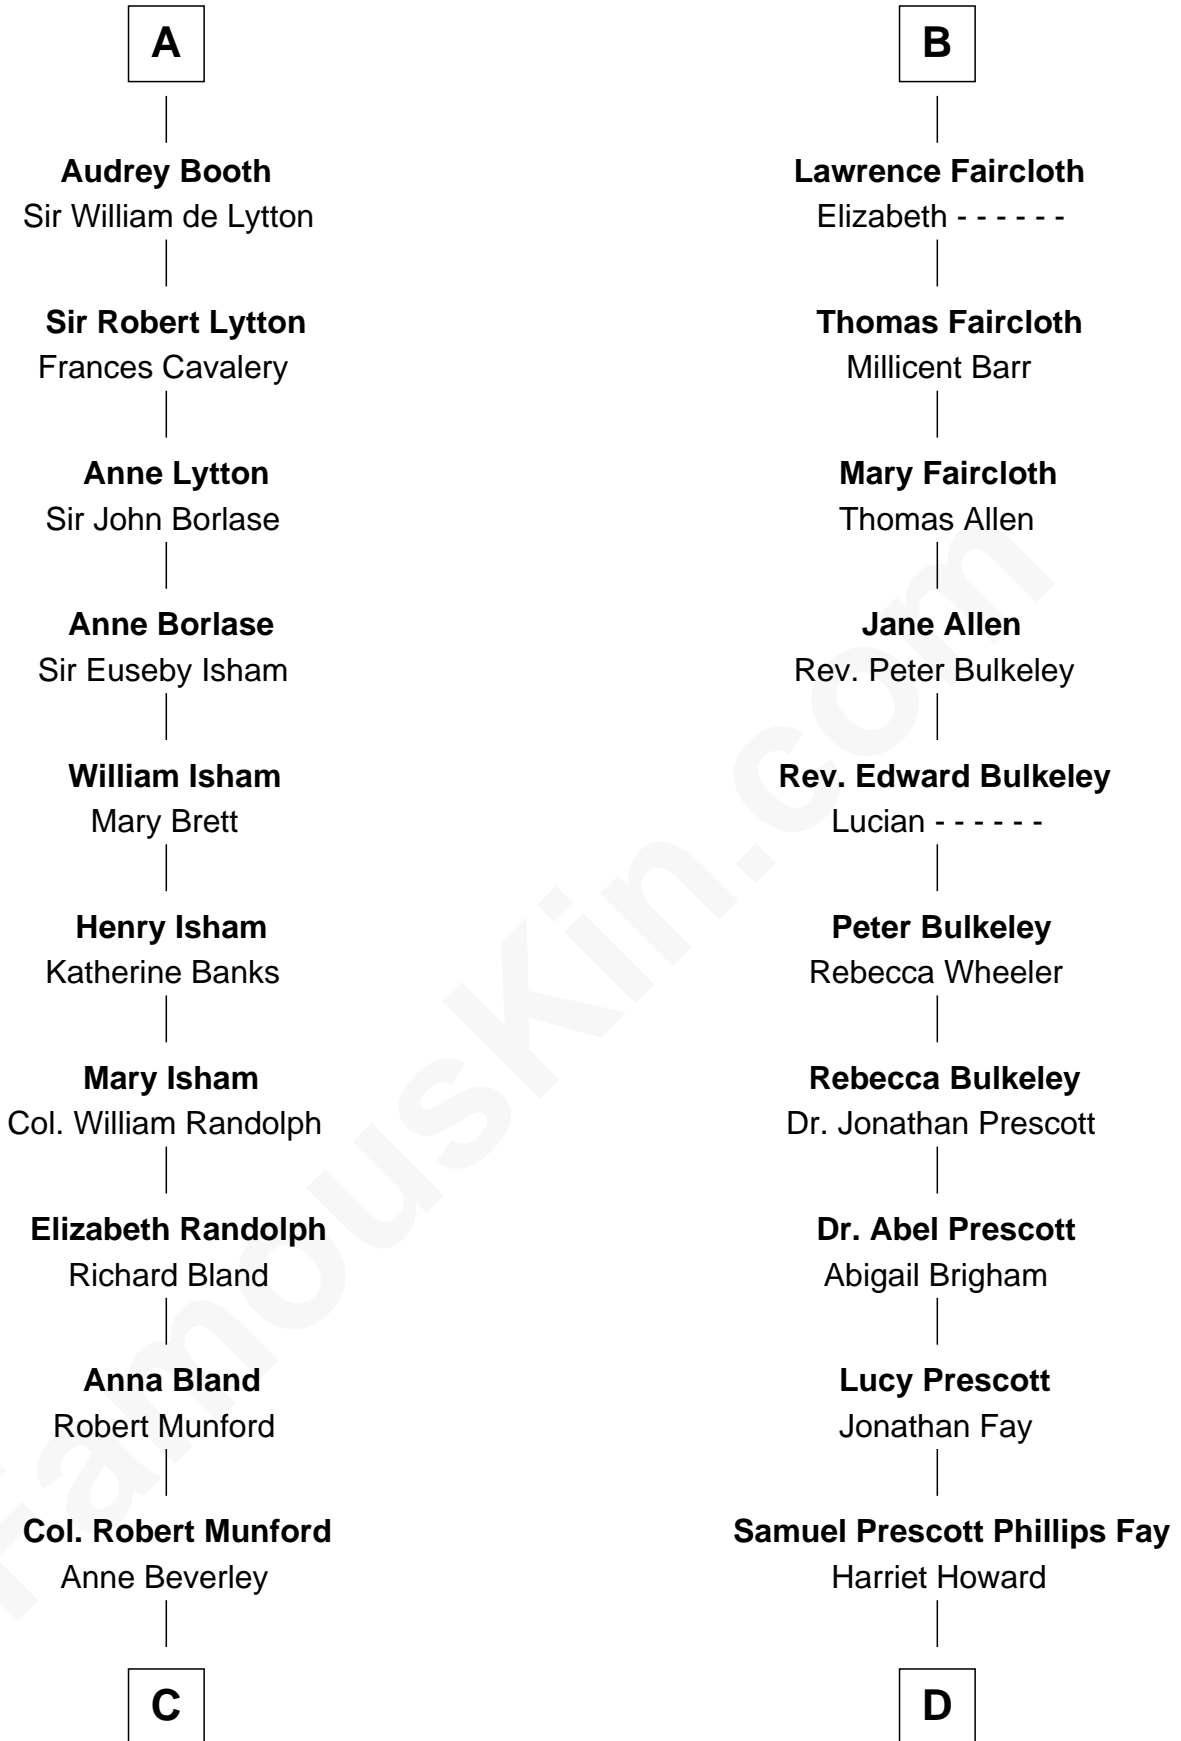 A
Audrey Booth
Sir William de Lytton
Sir Robert Lytton
Frances Cavalery
Anne Lytton
Sir John Borlase
Anne Borlase
Sir Euseby Isham
William Isham
Mary Brett
Henry Isham
Katherine Banks
Mary Isham
Col. William Randolph
Elizabeth Randolph
Richard Bland
Anna Bland
Robert Munford
Col. Robert Munford
Anne Beverley
C
B
Lawrence Faircloth
Elizabeth - - - - - -
Thomas Faircloth
Millicent Barr
Mary Faircloth
Thomas Allen
Jane Allen
Rev. Peter Bulkeley
Rev. Edward Bulkeley
Lucian - - - - - -
Peter Bulkeley
Rebecca Wheeler
Rebecca Bulkeley
Dr. Jonathan Prescott
Dr. Abel Prescott
Abigail Brigham
Lucy Prescott
Jonathan Fay
Samuel Prescott Phillips Fay
Harriet Howard
D
FamousKin.com